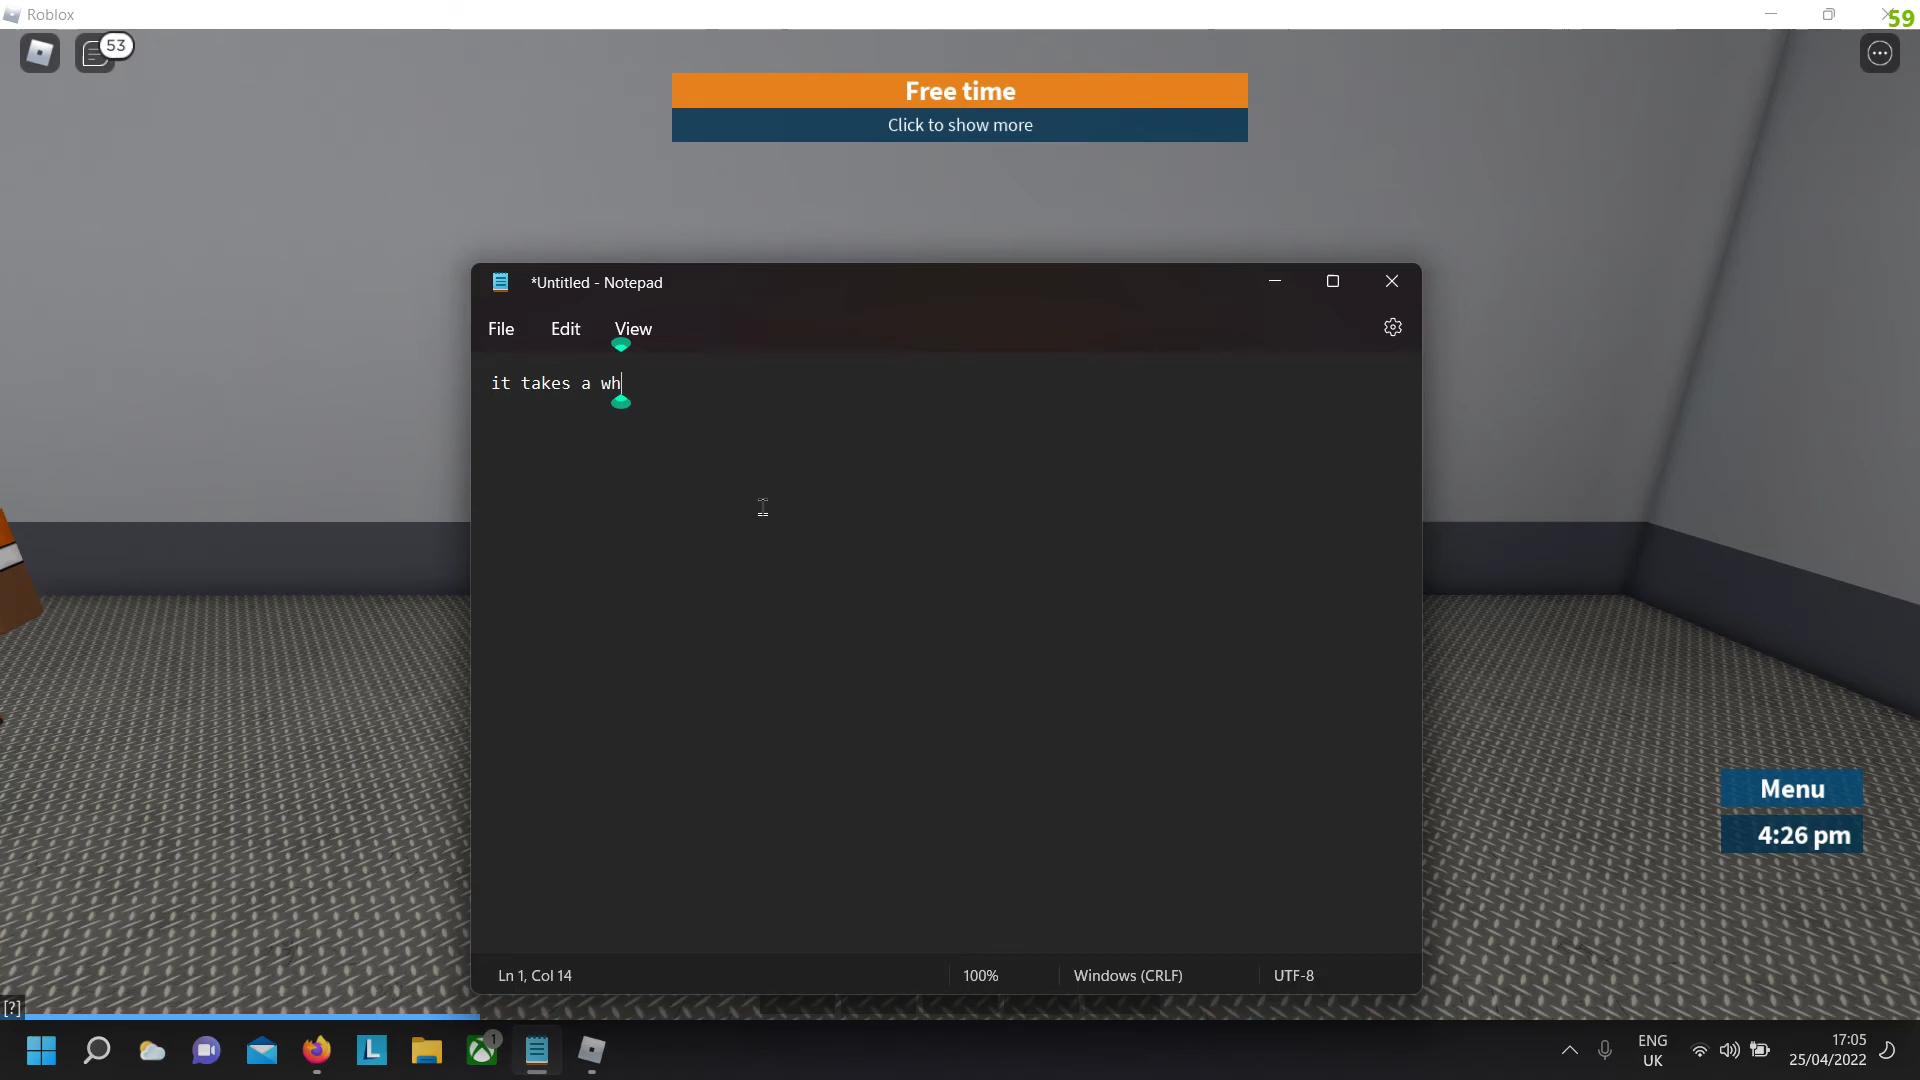 Roblox
59
53
Free time
Click to show more
*Untitled - Notepad
File Edit View
it takes a wh
Menu
4:26 pm
Ln 1, Col 14 100% Windows (CRLF) UTF-8
[?]
L
1
ENG
UK
17:05
25/04/2022